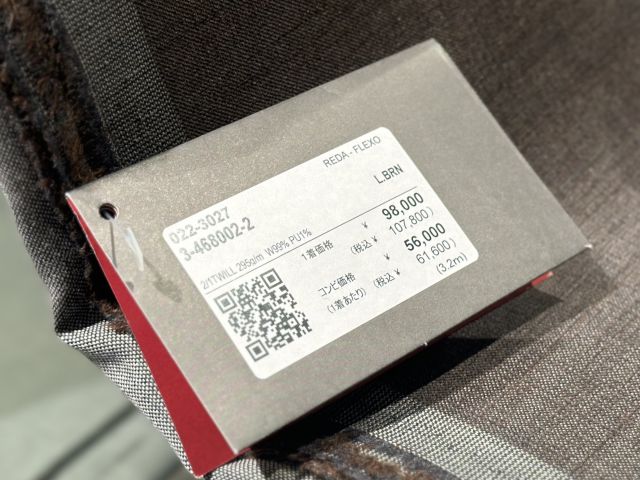 REDA - FLEXO
022-3027
L.BRN
3-468002-2
2/1TWILL 295g/m W99% PU1%
1着価格 ¥ 98,000
(税込 ¥ 107,800)
コンビ価格 ¥ 56,000
(1着あたり) (税込 ¥ 61,600)
(3.2m)